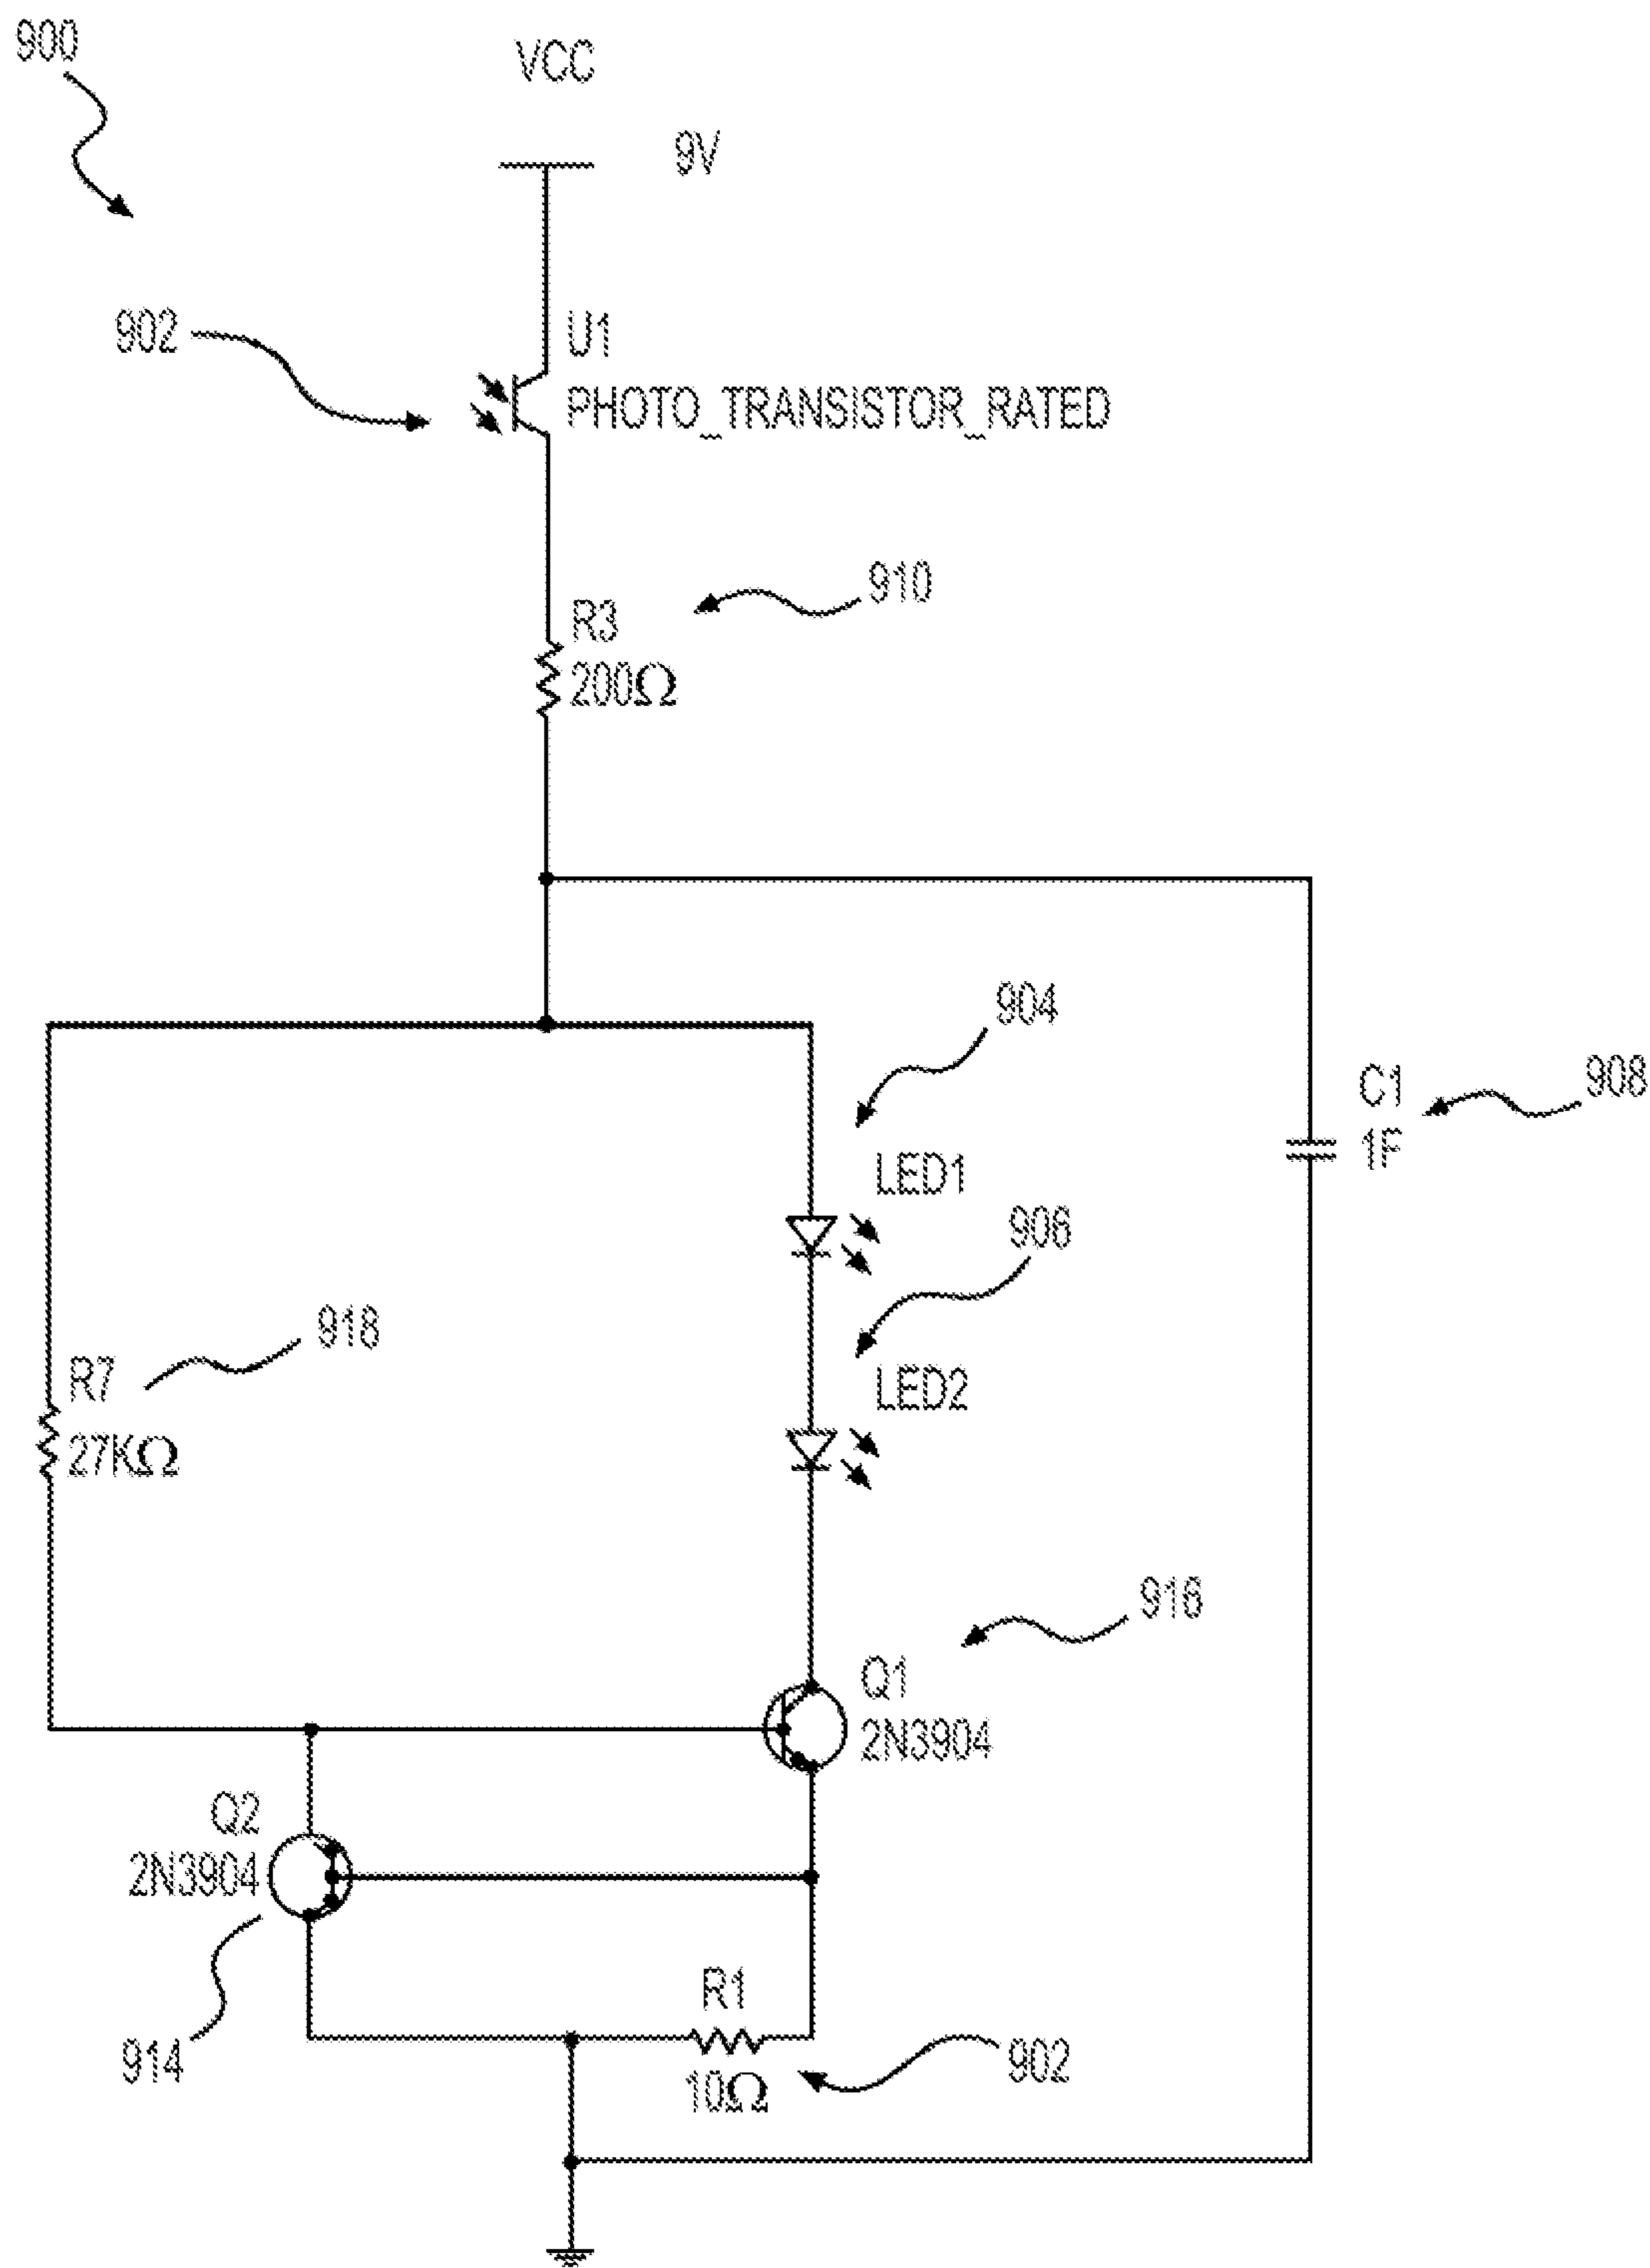 900
VCC
9V
902
U1
PHOTO_TRANSISTOR_RATED
910
R3
200Ω
904
C1
1F
908
LED1
906
918
R7
27KΩ
LED2
916
Q1
2N3904
Q2
2N3904
914
R1
10Ω
902